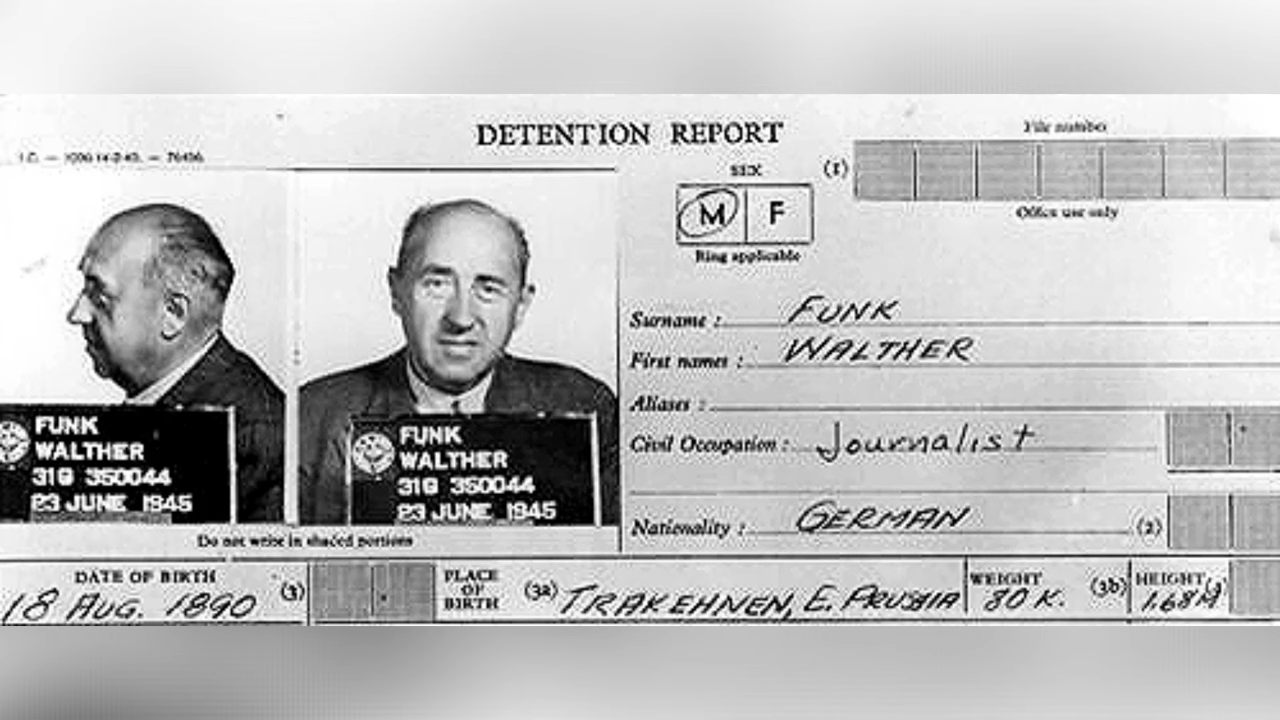 DETENTION REPORT
File number
SEX
(1)
M F
Office use only
Ring applicable
Surname : FUNK
First names : WALTHER
Aliases :
Civil Occupation : Journalist
Nationality : GERMAN (2)
FUNK
WALTHER
31G 350044
23 JUNE 1945
FUNK
WALTHER
31G 350044
23 JUNE 1945
Do not write in shaded portions
DATE OF BIRTH (3)
18 AUG. 1890
PLACE OF BIRTH (3a) TRAKEHNEN, E. PRUSSIA
WEIGHT (3b)
80 K.
HEIGHT
1.68 M